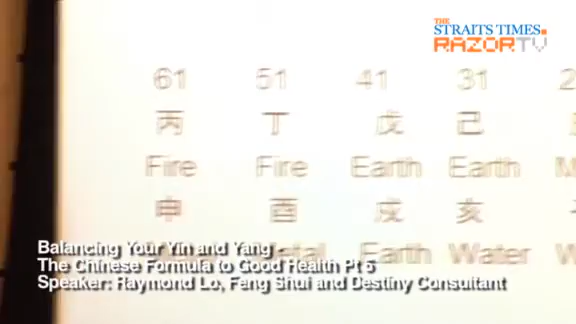 THE
STRAITS TIMES
RAZORTV
61 51 41 31 2
丙 丁 戊 己
Fire Fire Earth Earth M
申 酉 戌 亥
Metal Earth Water W
Balancing Your Yin and Yang
The Chinese Formula to Good Health Pt 5
Speaker: Raymond Lo, Feng Shui and Destiny Consultant